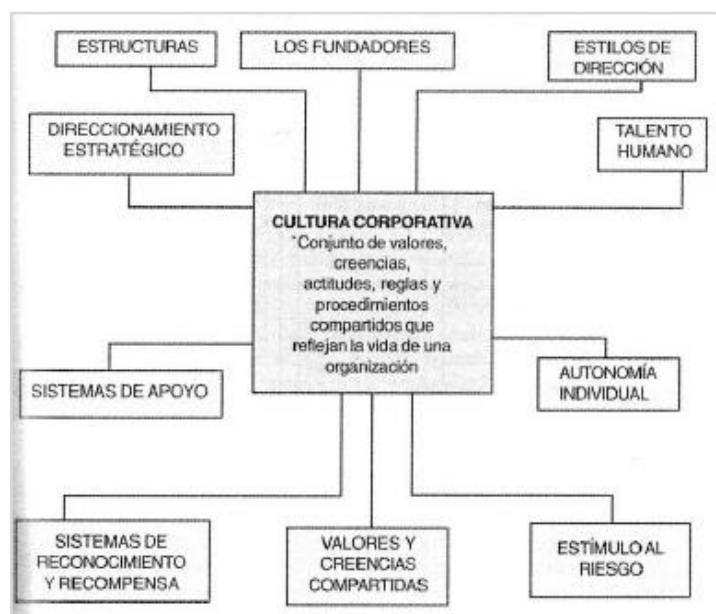 ESTRUCTURAS
LOS FUNDADORES
ESTILOS DE
DIRECCIÓN
DIRECCIONAMIENTO
ESTRATÉGICO
TALENTO
HUMANO
CULTURA CORPORATIVA
"Conjunto de valores,
creencias,
actitudes, reglas y
procedimientos
compartidos que
reflejan la vida de una
organización
SISTEMAS DE APOYO
AUTONOMÍA
INDIVIDUAL
SISTEMAS DE
RECONOCIMIENTO
Y RECOMPENSA
VALORES Y
CREENCIAS
COMPARTIDAS
ESTÍMULO AL
RIESGO